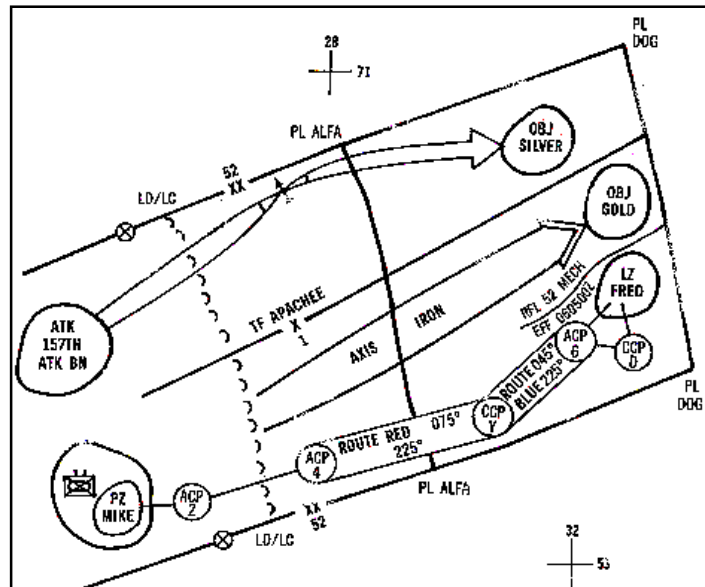 PL
DOG
28
71
PL ALFA
OBJ
SILVER
52
XX
LD/LC
OBJ
GOLD
LZ
FRED
ATK
157TH
ATK BN
TF APACHEE
X
1
AXIS
IRON
RFL 52 MECH
EFF 060500Z
ACP
6
CCP
D
ROUTE 045°
BLUE 225°
CCP
Y
PL
DOG
ROUTE RED 075°
225°
ACP
4
PZ
MIKE
ACP
2
PL ALFA
XX
52
LD/LC
32
53